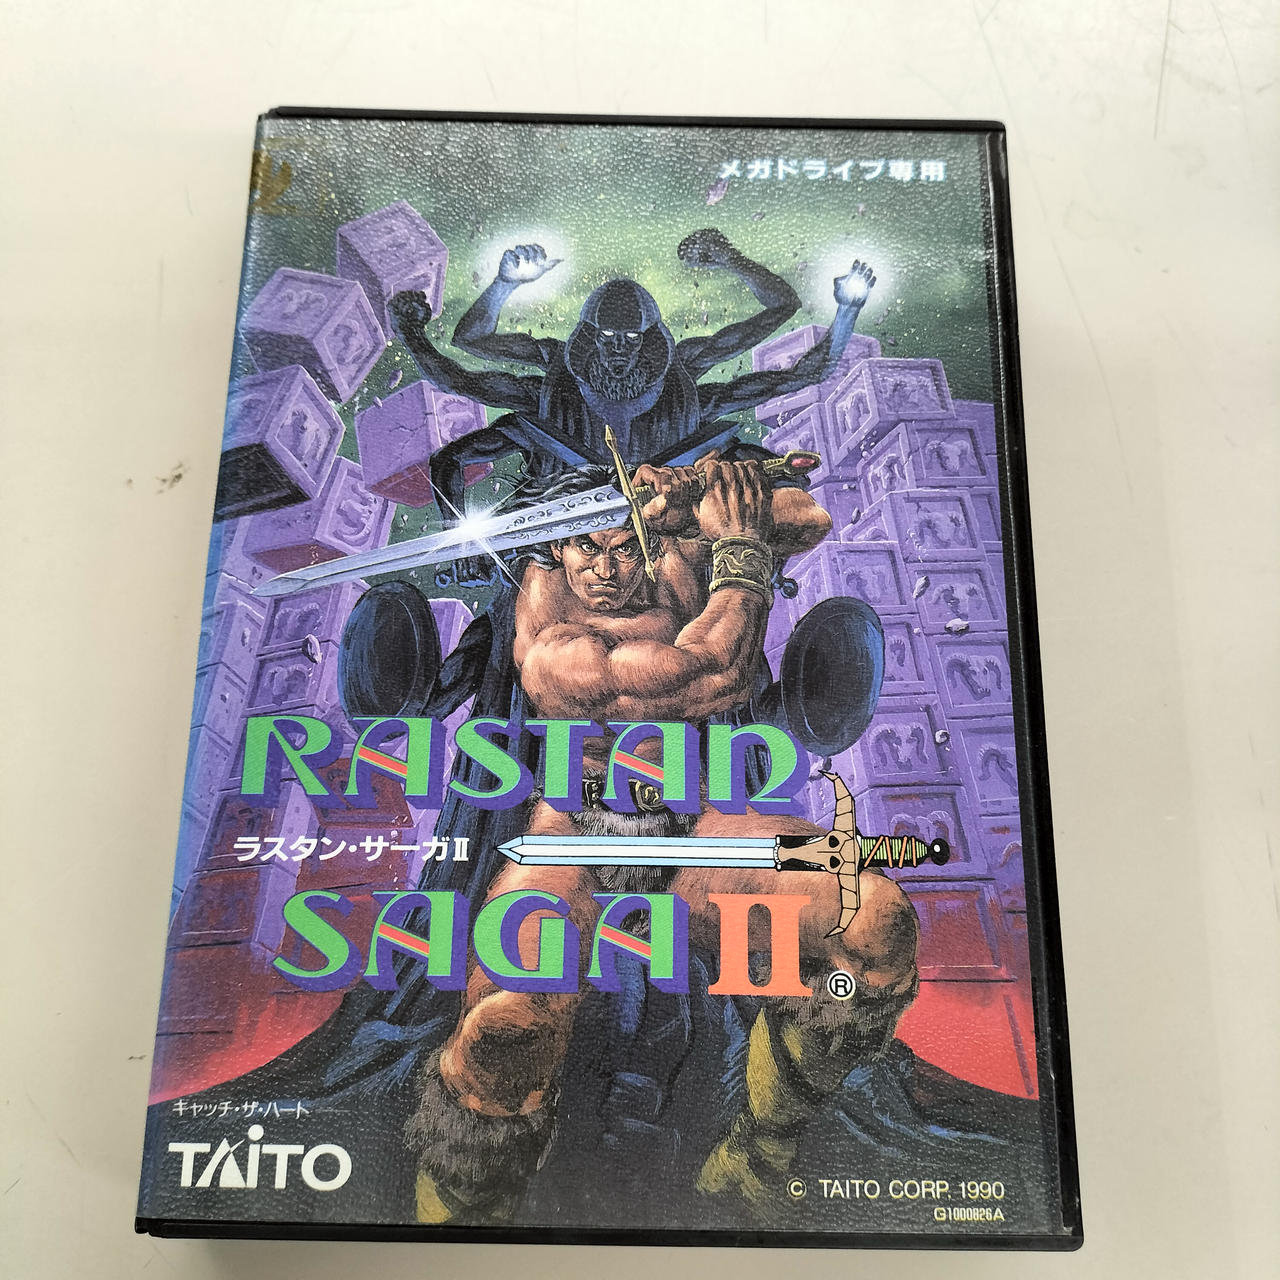 メガドライブ専用
RASTAN
ラスタン・サーガII
SAGA II
®
キャッチ・ザ・ハート
TAITO
© TAITO CORP. 1990
G1000826A